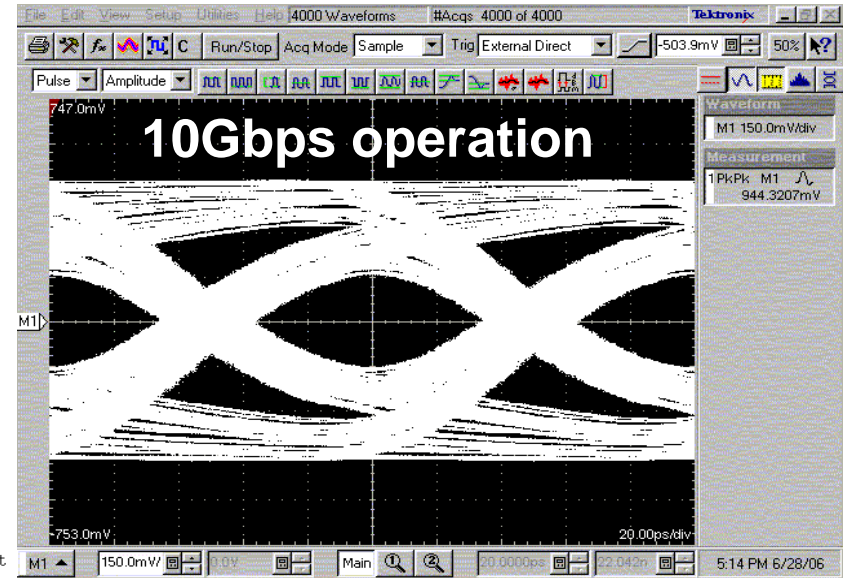 File Edit View Setup Utilities Help 4000 Waveforms #Acqs 4000 of 4000 Tektronix
C Run/Stop Acq Mode Sample Trig External Direct -503.9mV 50% ?
Pulse Amplitude
747.0mV
10Gbps operation
Waveform
M1 150.0mV/div
Measurement
1PkPk M1
944.3207mV
M1
-753.0mV 20.00ps/div
t M1 150.0mV/ 0.0V Main 1 2 20.0000ps 22.042n 5:14 PM 6/28/06